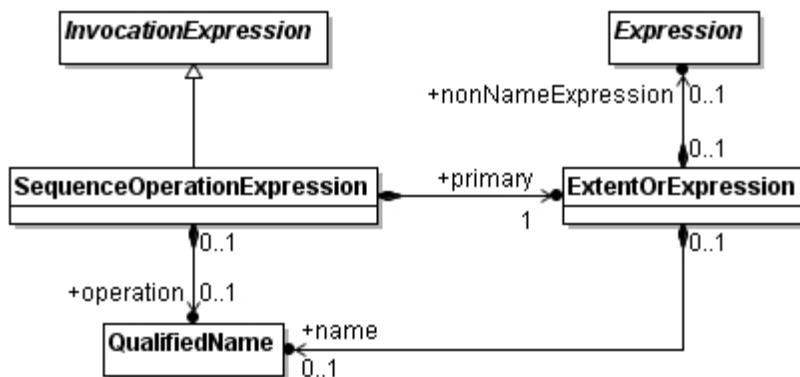 InvocationExpression
Expression
+nonNameExpression
0..1
0..1
SequenceOperationExpression
+primary
1
ExtentOrExpression
0..1
0..1
+operation
0..1
QualifiedName
+name
0..1